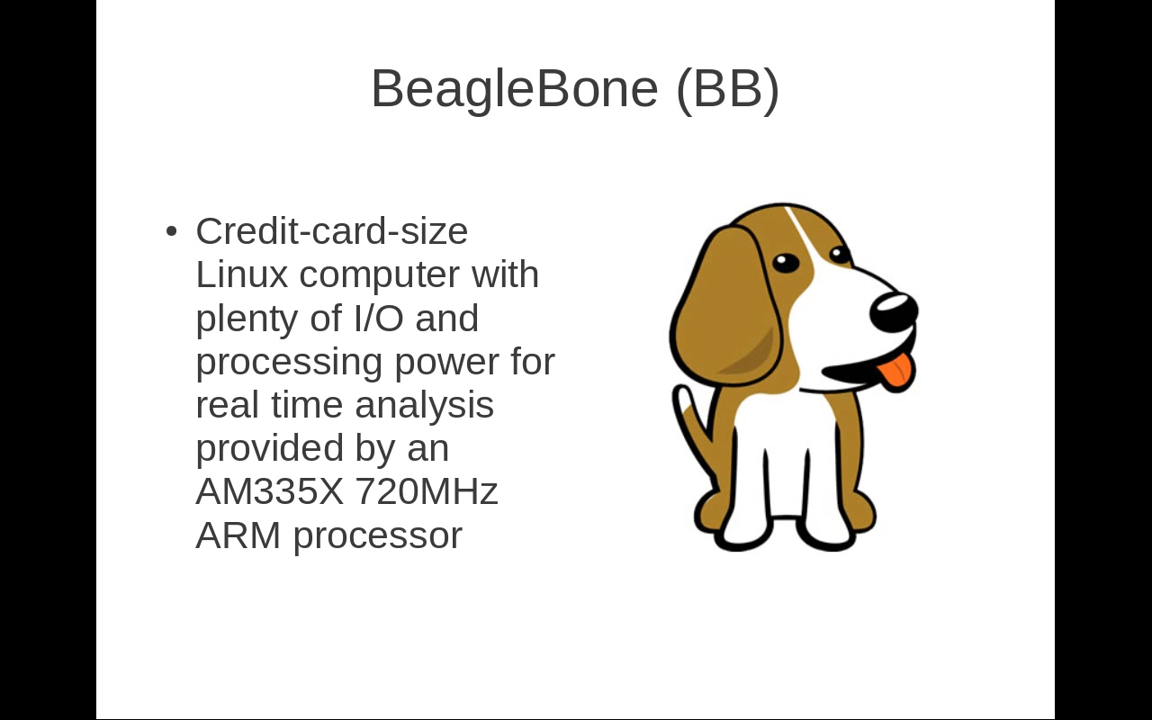 BeagleBone (BB)
• Credit-card-size
Linux computer with
plenty of I/O and
processing power for
real time analysis
provided by an
AM335X 720MHz
ARM processor